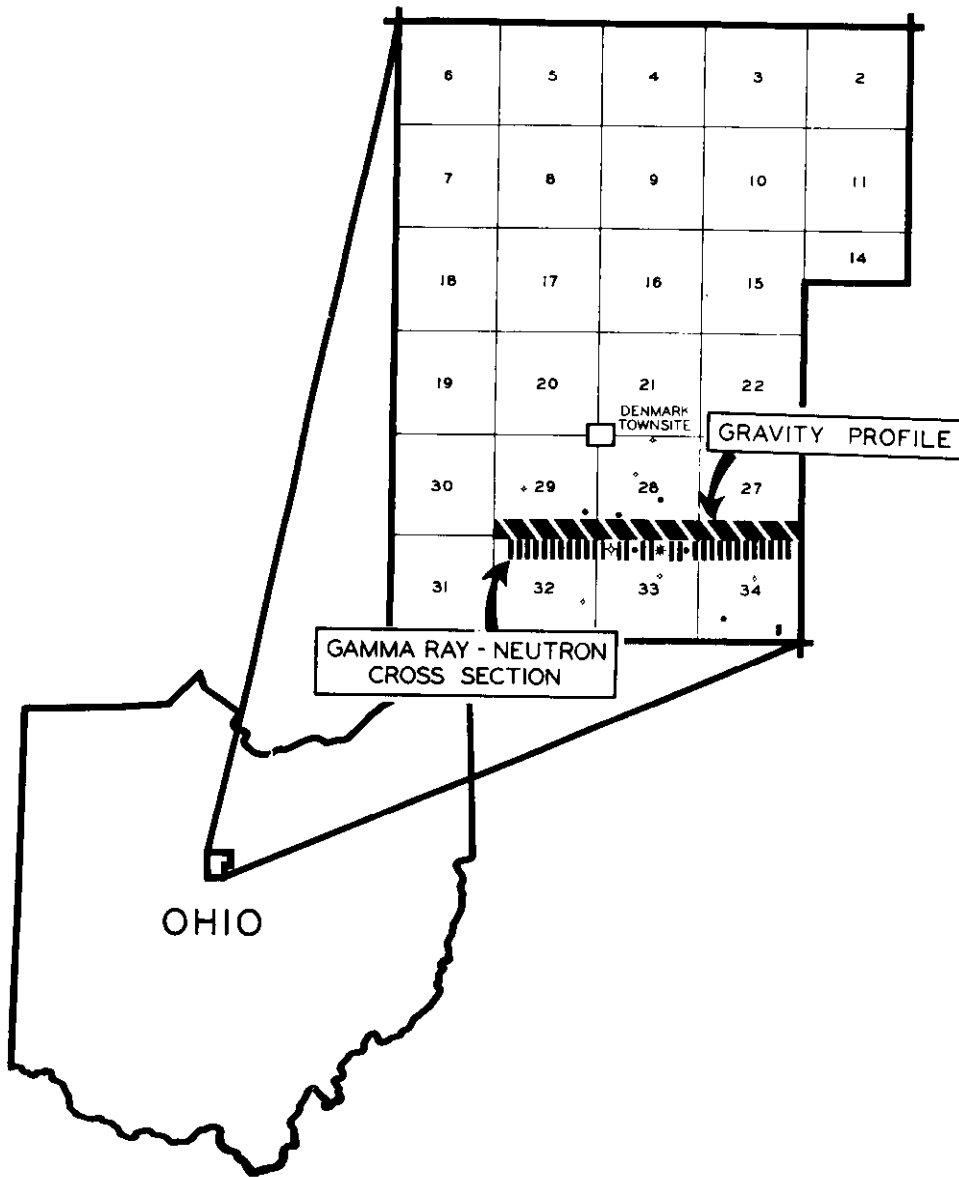 6 5 4 3 2
7 8 9 10 11
18 17 16 15 14
19 20 21 22
DENMARK
TOWNSITE
GRAVITY PROFILE
30 29 28 27
31 32 33 34
GAMMA RAY - NEUTRON
CROSS SECTION
OHIO